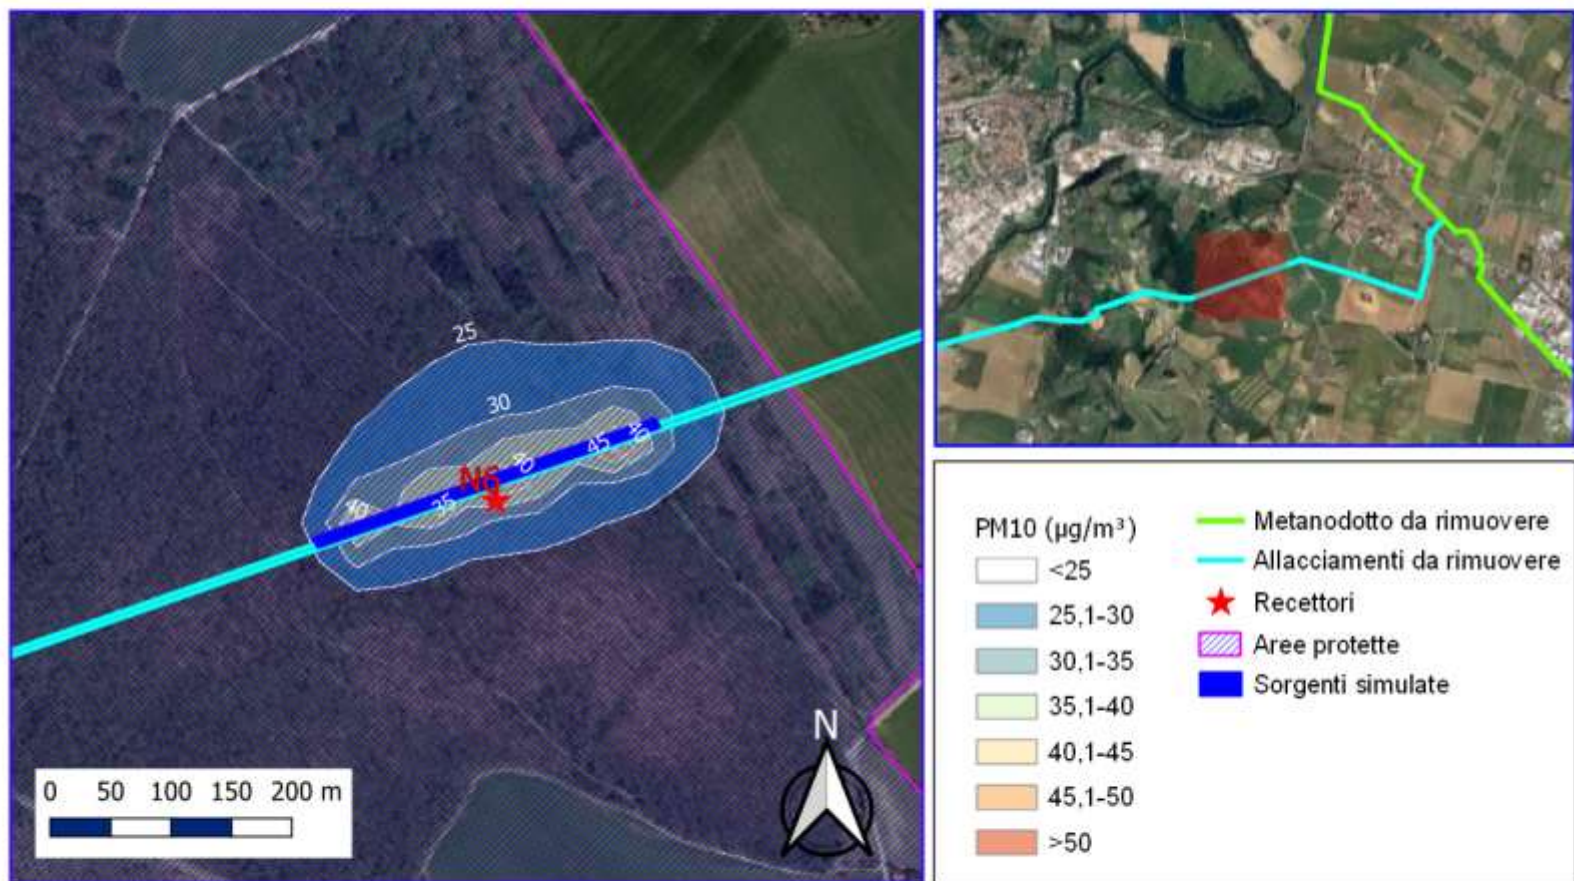 25
30
45
40
40
N6
35
40
N
0 50 100 150 200 m
PM10 (µg/m³)
<25
25,1-30
30,1-35
35,1-40
40,1-45
45,1-50
>50
Metanodotto da rimuovere
Allacciamenti da rimuovere
Recettori
Aree protette
Sorgenti simulate